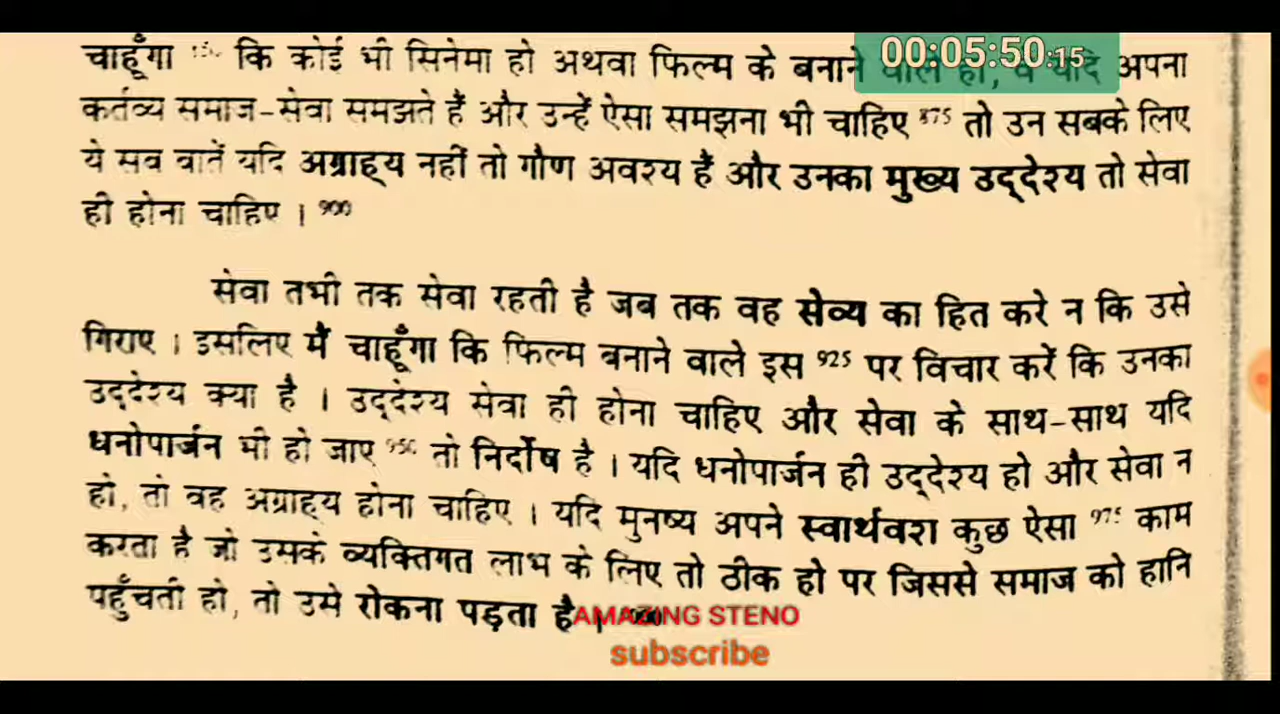 00:05:50:15
चाहूँगा कि कोई भी सिनेमा हो अथवा फिल्म के बनाने वाले हों, वे यदि अपना
कर्तव्य समाज-सेवा समझते हैं और उन्हें ऐसा समझना भी चाहिए 875 तो उन सबके लिए
ये सव वातें यदि अग्राह्य नहीं तो गौण अवश्य हैं और उनका मुख्य उद्देश्य तो सेवा
ही होना चाहिए । 900
सेवा तभी तक सेवा रहती है जब तक वह सेव्य का हित करे न कि उसे
गिराए । इसलिए मैं चाहूँगा कि फिल्म बनाने वाले इस 925 पर विचार करें कि उनका
उद्देश्य क्या है । उद्देश्य सेवा ही होना चाहिए और सेवा के साथ-साथ यदि
धनोपार्जन भी हो जाए 950 तो निर्दोष है । यदि धनोपार्जन ही उद्देश्य हो और सेवा न
हो, तो वह अग्राह्य होना चाहिए । यदि मुनष्य अपने स्वार्थवश कुछ ऐसा 975 काम
करता है जो उसके व्यक्तिगत लाभ के लिए तो ठीक हो पर जिससे समाज को हानि
पहुँचती हो, तो उसे रोकना पड़ता है ।
AMAZING STENO
subscribe